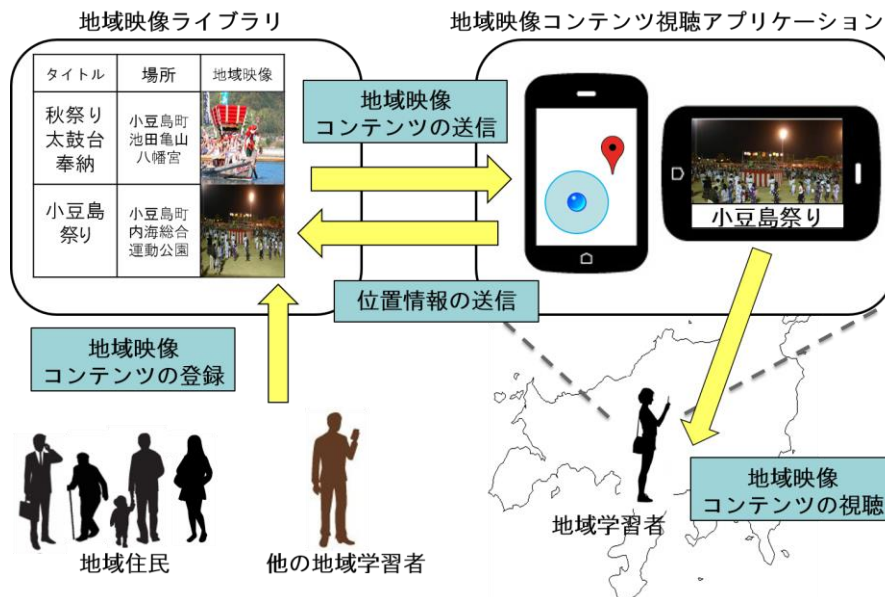 地域映像ライブラリ
地域映像コンテンツ視聴アプリケーション
タイトル
場所
地域映像
秋祭り
太鼓台
奉納
小豆島町
池田亀山
八幡宮
小豆島
祭り
小豆島町
内海総合
運動公園
地域映像
コンテンツの送信
小豆島祭り
位置情報の送信
地域映像
コンテンツの登録
地域映像
コンテンツの視聴
地域住民
他の地域学習者
地域学習者